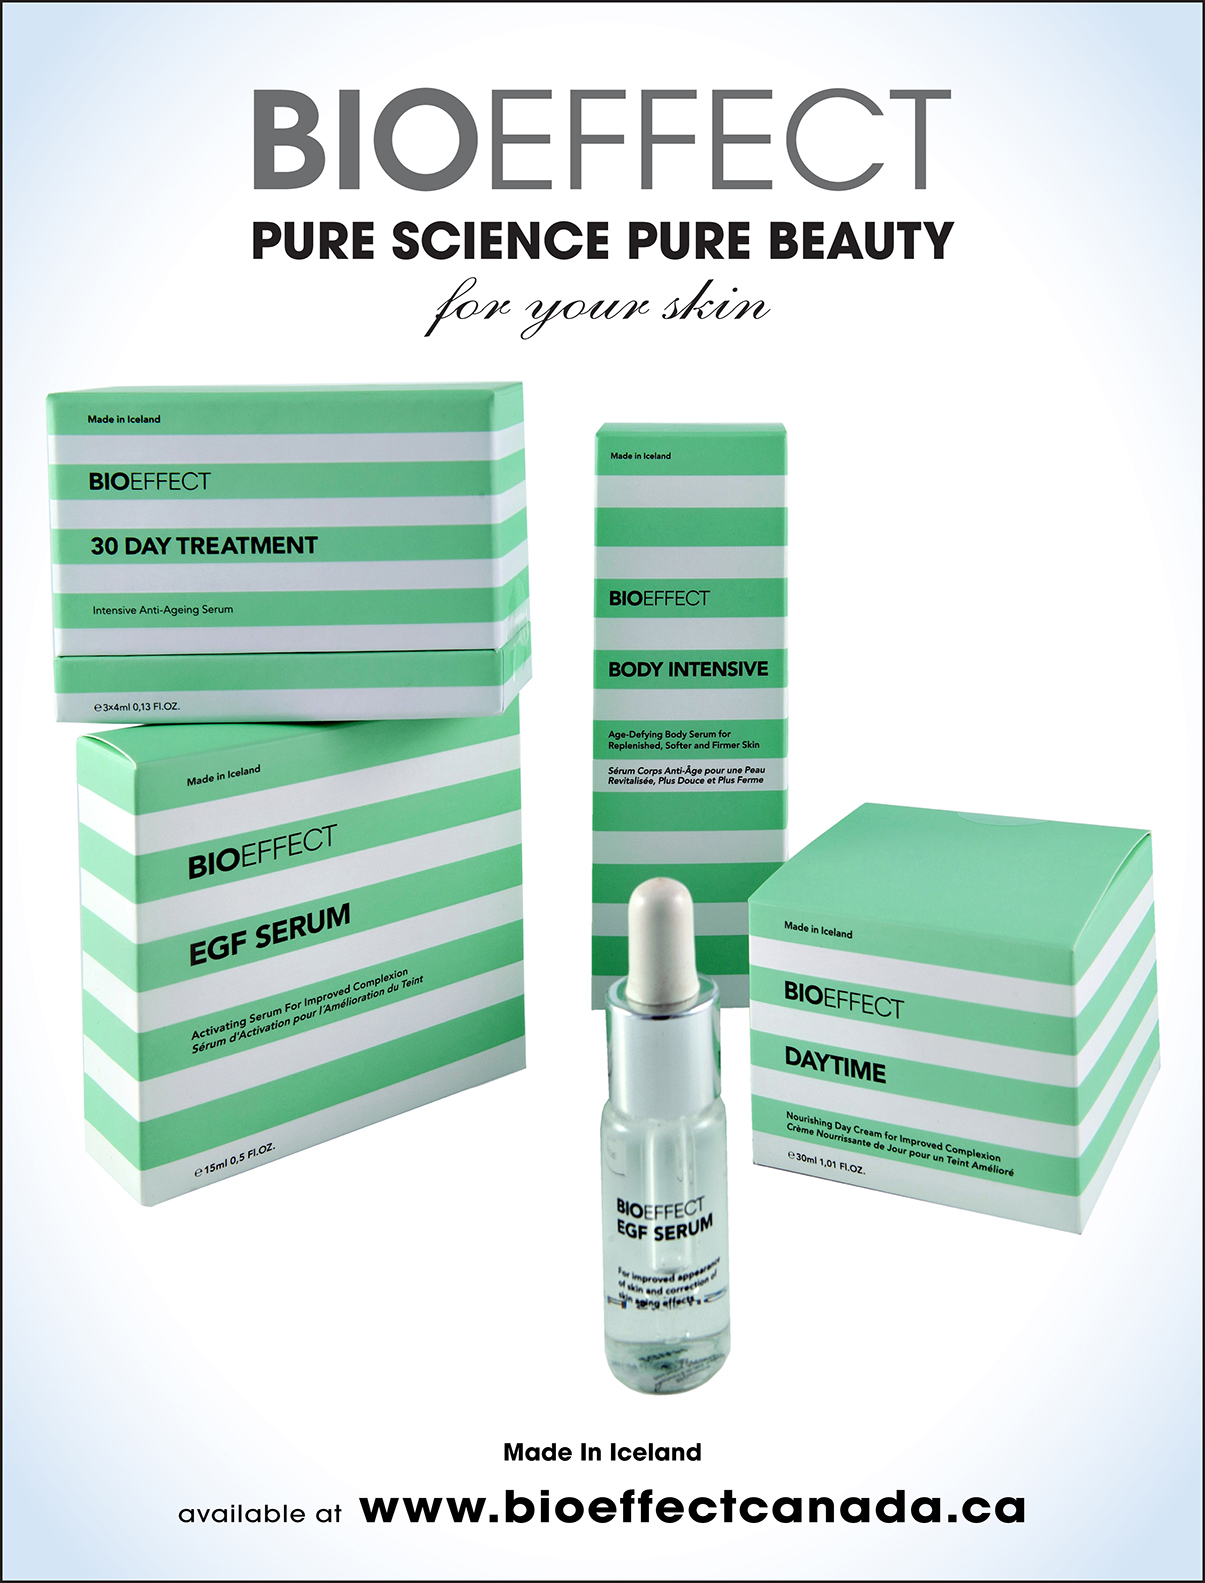 BIOEFFECT
PURE SCIENCE PURE BEAUTY
for your skin
Made in Iceland
BIOEFFECT
30 DAY TREATMENT
Intensive Anti-Ageing Serum
℮3x4ml 0,13 Fl.OZ.
Made in Iceland
BIOEFFECT
EGF SERUM
Activating Serum For Improved Complexion
Sérum d'Activation pour l'Amélioration du Teint
℮15ml 0,5 Fl.OZ.
Made in Iceland
BIOEFFECT
BODY INTENSIVE
Age-Defying Body Serum for
Replenished, Softer and Firmer Skin
Sérum Corps Anti-Âge pour une Peau
Revitalisée, Plus Douce et Plus Ferme
Made in Iceland
BIOEFFECT
DAYTIME
Nourishing Day Cream for Improved Complexion
Crème Nourrissante de Jour pour un Teint Amélioré
℮30ml 1,01 Fl.OZ.
BIOEFFECT
EGF SERUM
For improved appearance
of skin and correction of
skin aging effects
Made In Iceland
available at www.bioeffectcanada.ca